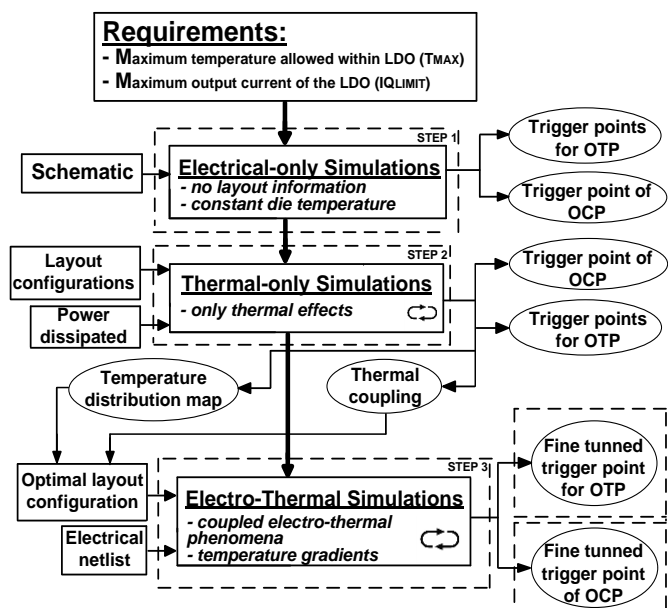 Requirements:
- Maximum temperature allowed within LDO (TMAX)
- Maximum output current of the LDO (IQLIMIT)
STEP 1
Schematic
Electrical-only Simulations
- no layout information
- constant die temperature
Trigger points
for OTP
Trigger point of
OCP
STEP 2
Layout
configurations
Power
dissipated
Thermal-only Simulations
- only thermal effects
Trigger point of
OCP
Trigger points
for OTP
Temperature
distribution map
Thermal
coupling
STEP 3
Optimal layout
configuration
Electrical
netlist
Electro-Thermal Simulations
- coupled electro-thermal
phenomena
- temperature gradients
Fine tunned
trigger point
for OTP
Fine tunned
trigger point
of OCP